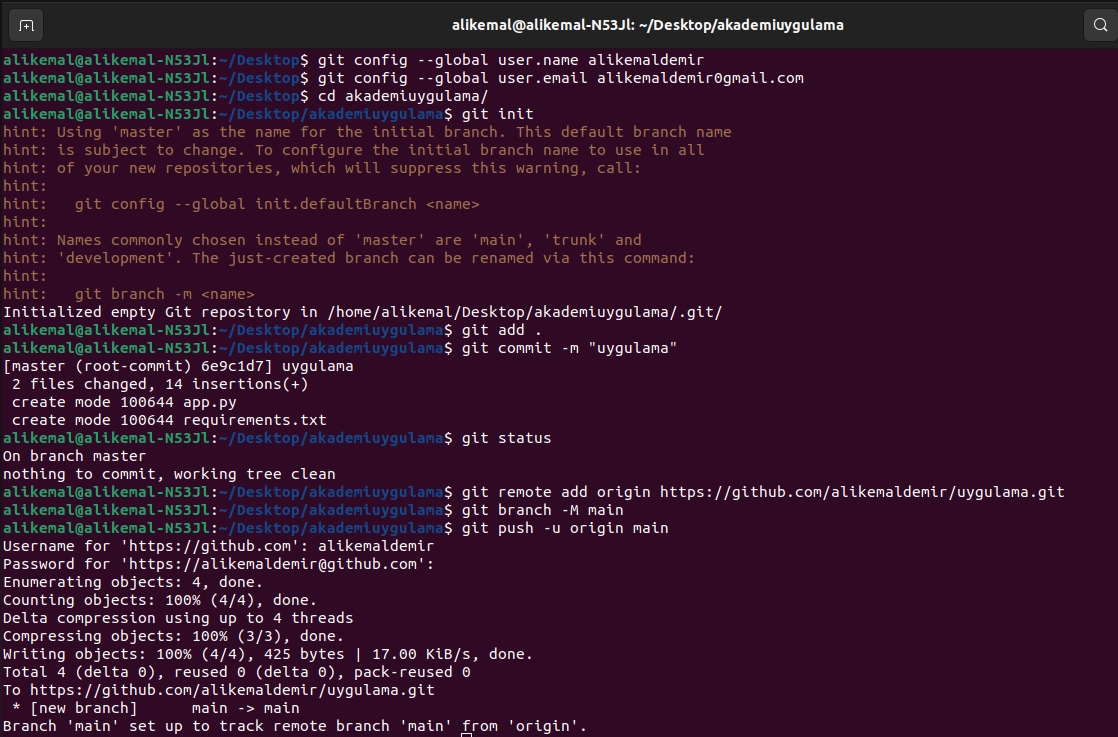 alikemal@alikemal-N53Jl: ~/Desktop/akademiuygulama
alikemal@alikemal-N53Jl:~/Desktop$ git config --global user.name alikemaldemir
alikemal@alikemal-N53Jl:~/Desktop$ git config --global user.email alikemaldemir0gmail.com
alikemal@alikemal-N53Jl:~/Desktop$ cd akademiuygulama/
alikemal@alikemal-N53Jl:~/Desktop/akademiuygulama$ git init
hint: Using 'master' as the name for the initial branch. This default branch name
hint: is subject to change. To configure the initial branch name to use in all
hint: of your new repositories, which will suppress this warning, call:
hint:
hint:   git config --global init.defaultBranch <name>
hint:
hint: Names commonly chosen instead of 'master' are 'main', 'trunk' and
hint: 'development'. The just-created branch can be renamed via this command:
hint:
hint:   git branch -m <name>
Initialized empty Git repository in /home/alikemal/Desktop/akademiuygulama/.git/
alikemal@alikemal-N53Jl:~/Desktop/akademiuygulama$ git add .
alikemal@alikemal-N53Jl:~/Desktop/akademiuygulama$ git commit -m "uygulama"
[master (root-commit) 6e9c1d7] uygulama
 2 files changed, 14 insertions(+)
 create mode 100644 app.py
 create mode 100644 requirements.txt
alikemal@alikemal-N53Jl:~/Desktop/akademiuygulama$ git status
On branch master
nothing to commit, working tree clean
alikemal@alikemal-N53Jl:~/Desktop/akademiuygulama$ git remote add origin https://github.com/alikemaldemir/uygulama.git
alikemal@alikemal-N53Jl:~/Desktop/akademiuygulama$ git branch -M main
alikemal@alikemal-N53Jl:~/Desktop/akademiuygulama$ git push -u origin main
Username for 'https://github.com': alikemaldemir
Password for 'https://alikemaldemir@github.com':
Enumerating objects: 4, done.
Counting objects: 100% (4/4), done.
Delta compression using up to 4 threads
Compressing objects: 100% (3/3), done.
Writing objects: 100% (4/4), 425 bytes | 17.00 KiB/s, done.
Total 4 (delta 0), reused 0 (delta 0), pack-reused 0
To https://github.com/alikemaldemir/uygulama.git
 * [new branch]      main -> main
Branch 'main' set up to track remote branch 'main' from 'origin'.